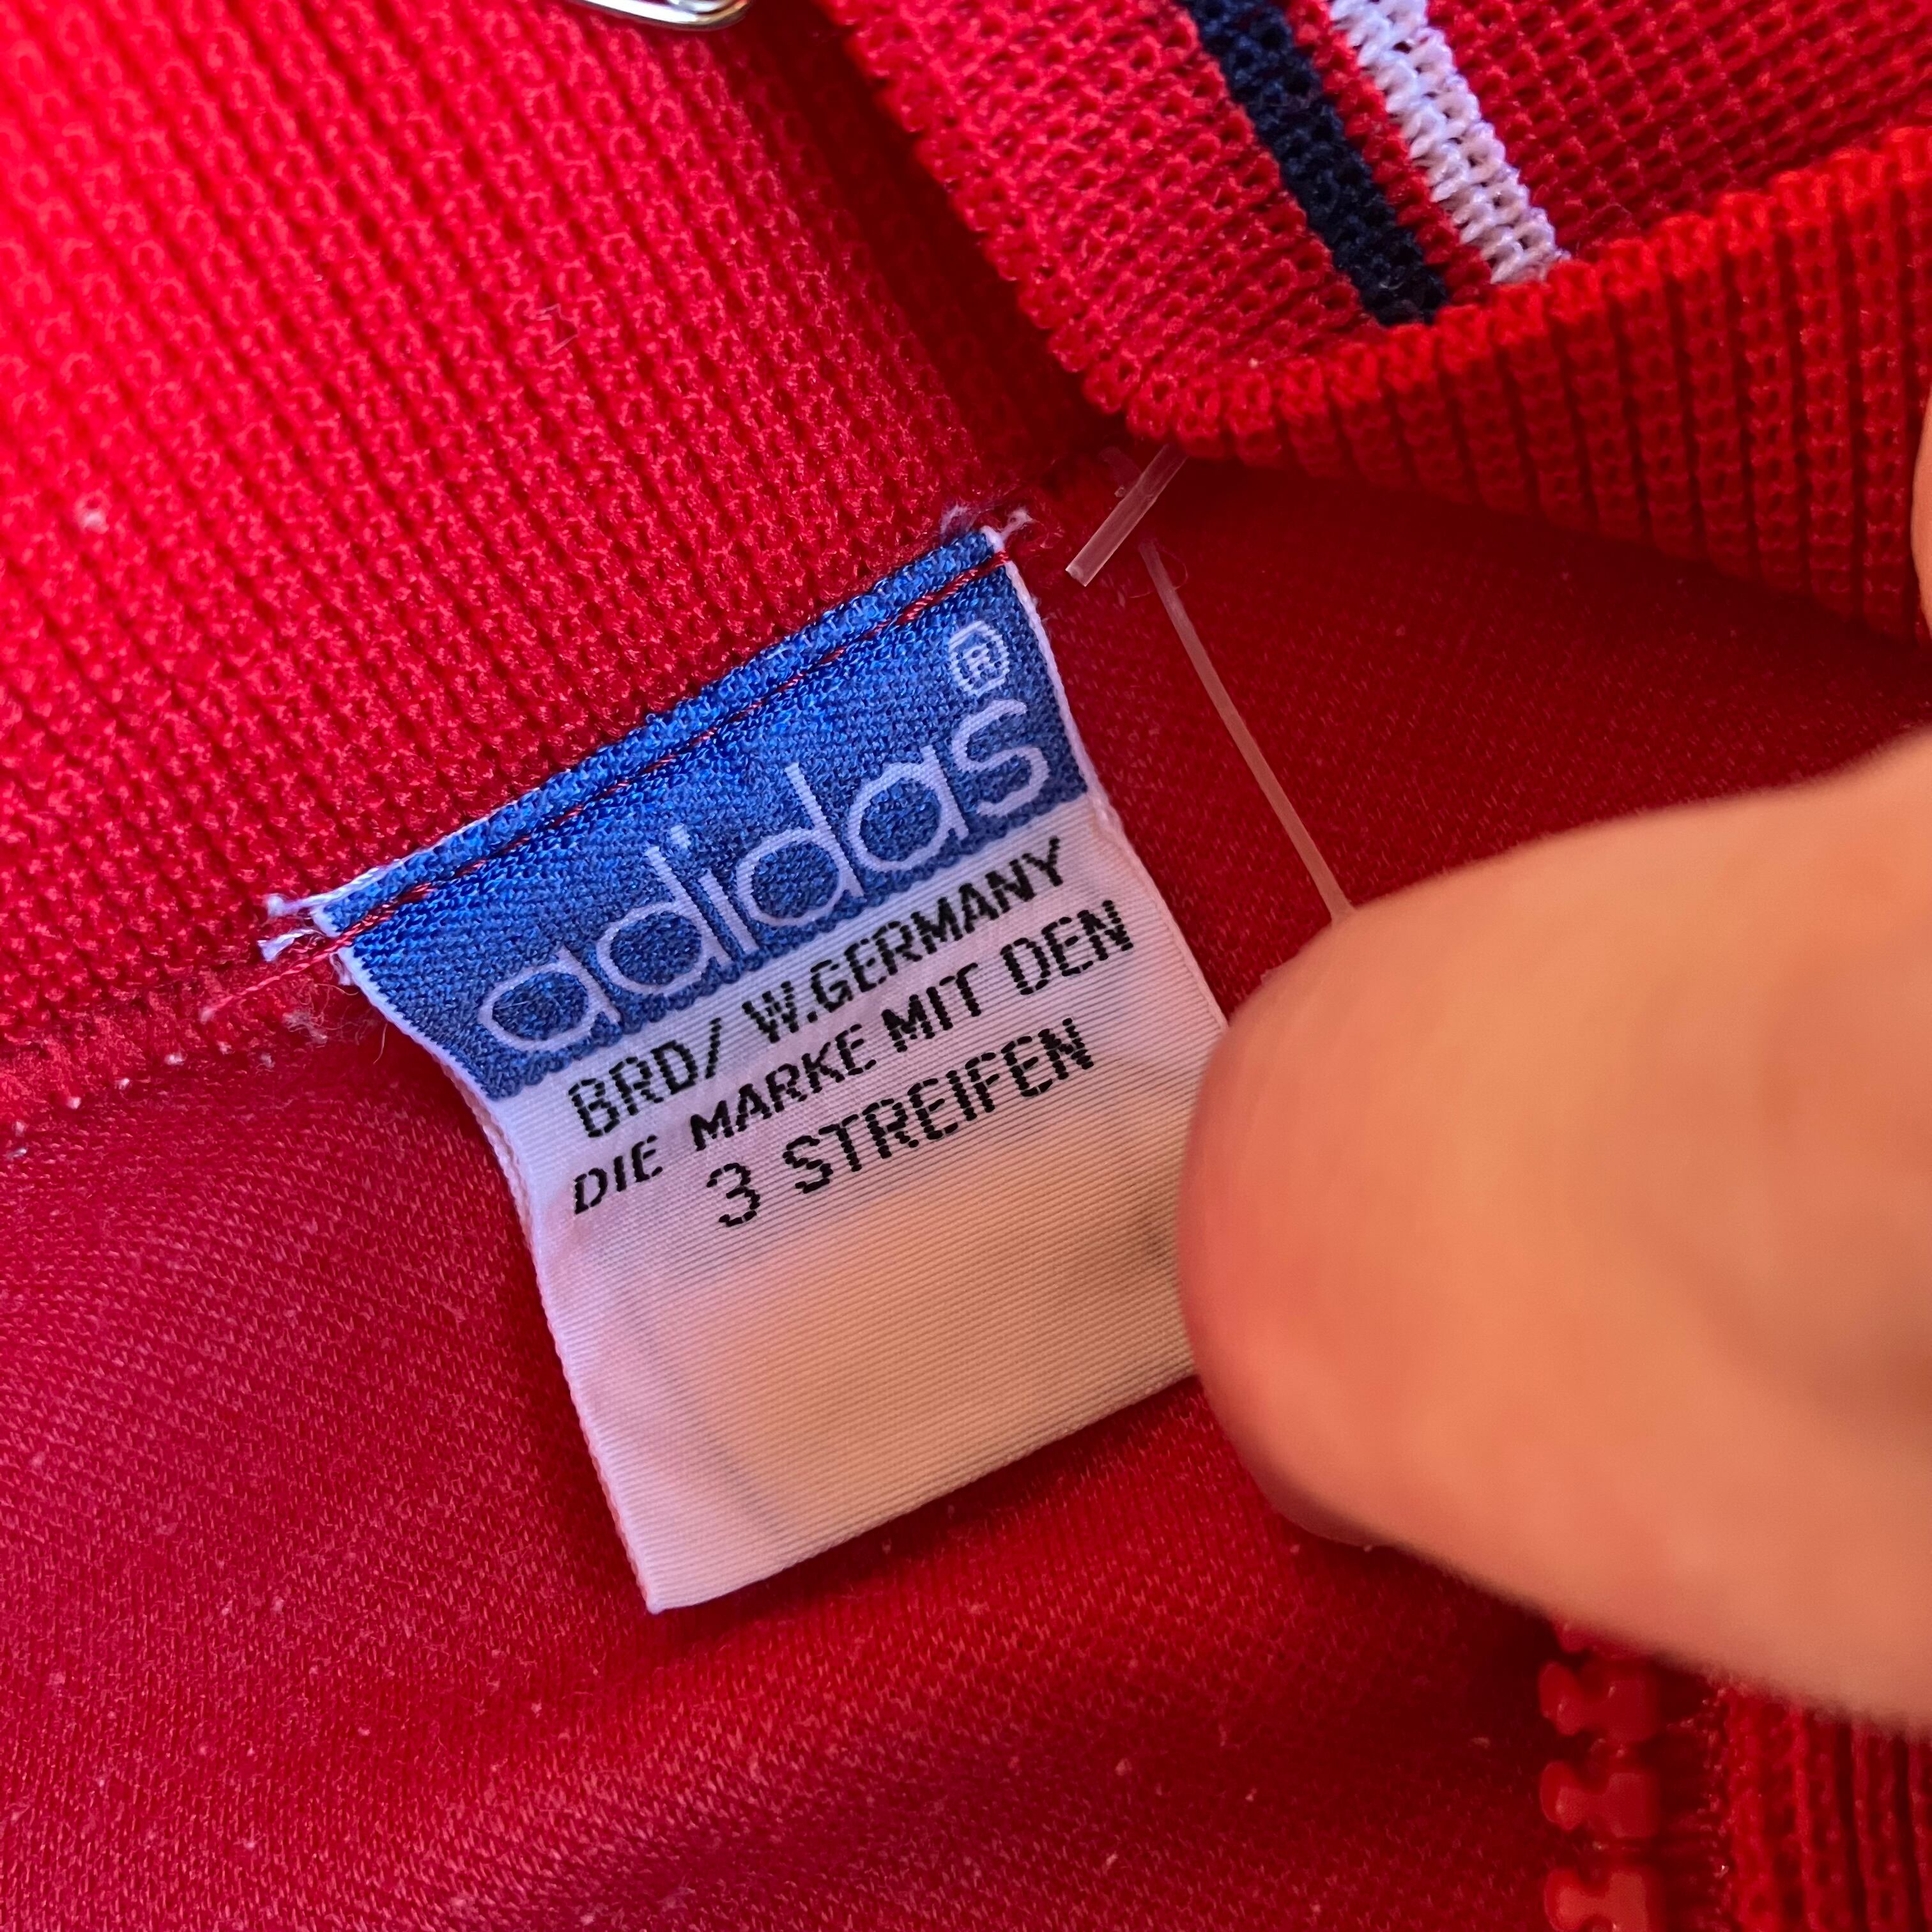 adidas®
BRD/ W.GERMANY
DIE MARKE MIT DEN
3 STREIFEN